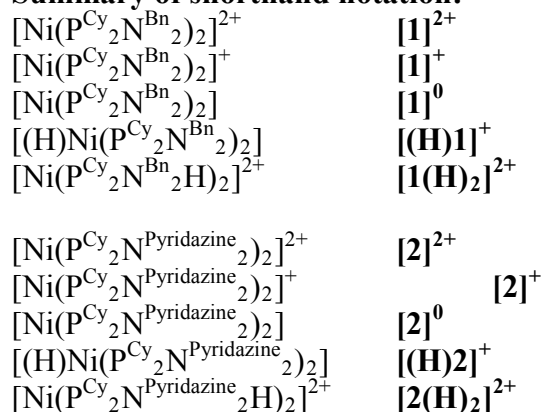 Summary of shorthand notation:
[Ni(P^Cy_2N^Bn_2)_2]^2+ [1]^2+
[Ni(P^Cy_2N^Bn_2)_2]^+ [1]^+
[Ni(P^Cy_2N^Bn_2)_2] [1]^0
[(H)Ni(P^Cy_2N^Bn_2)_2] [(H)1]^+
[Ni(P^Cy_2N^Bn_2H)_2]^2+ [1(H)_2]^2+
[Ni(P^Cy_2N^Pyridazine_2)_2]^2+ [2]^2+
[Ni(P^Cy_2N^Pyridazine_2)_2]^+ [2]^+
[Ni(P^Cy_2N^Pyridazine_2)_2] [2]^0
[(H)Ni(P^Cy_2N^Pyridazine_2)_2] [(H)2]^+
[Ni(P^Cy_2N^Pyridazine_2H)_2]^2+ [2(H)_2]^2+